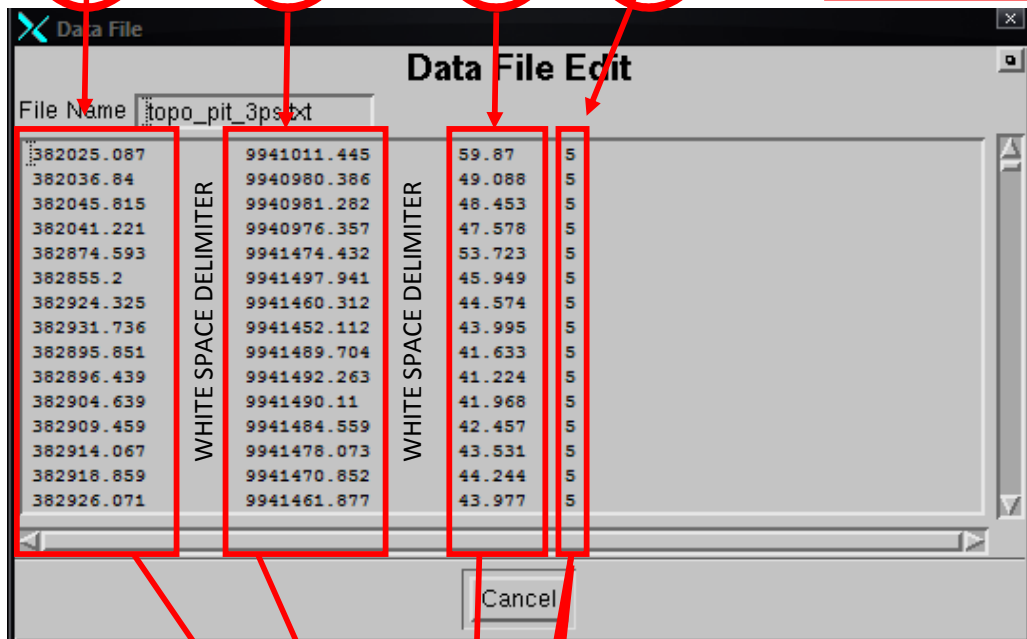 Data File
Data File Edit
File Name topo_pit_3ps.txt
382025.087 9941011.445 59.87 5
382036.84 9940980.386 49.088 5
382045.815 9940981.282 48.453 5
382041.221 9940976.357 47.578 5
382874.593 9941474.432 53.723 5
382855.2 9941497.941 45.949 5
382924.325 9941460.312 44.574 5
382931.736 9941452.112 43.995 5
382895.851 9941489.704 41.633 5
382896.439 9941492.263 41.224 5
382904.639 9941490.11 41.968 5
382909.459 9941484.559 42.457 5
382914.067 9941478.073 43.531 5
382918.859 9941470.852 44.244 5
382926.071 9941461.877 43.977 5
WHITE SPACE DELIMITER
WHITE SPACE DELIMITER
Cancel